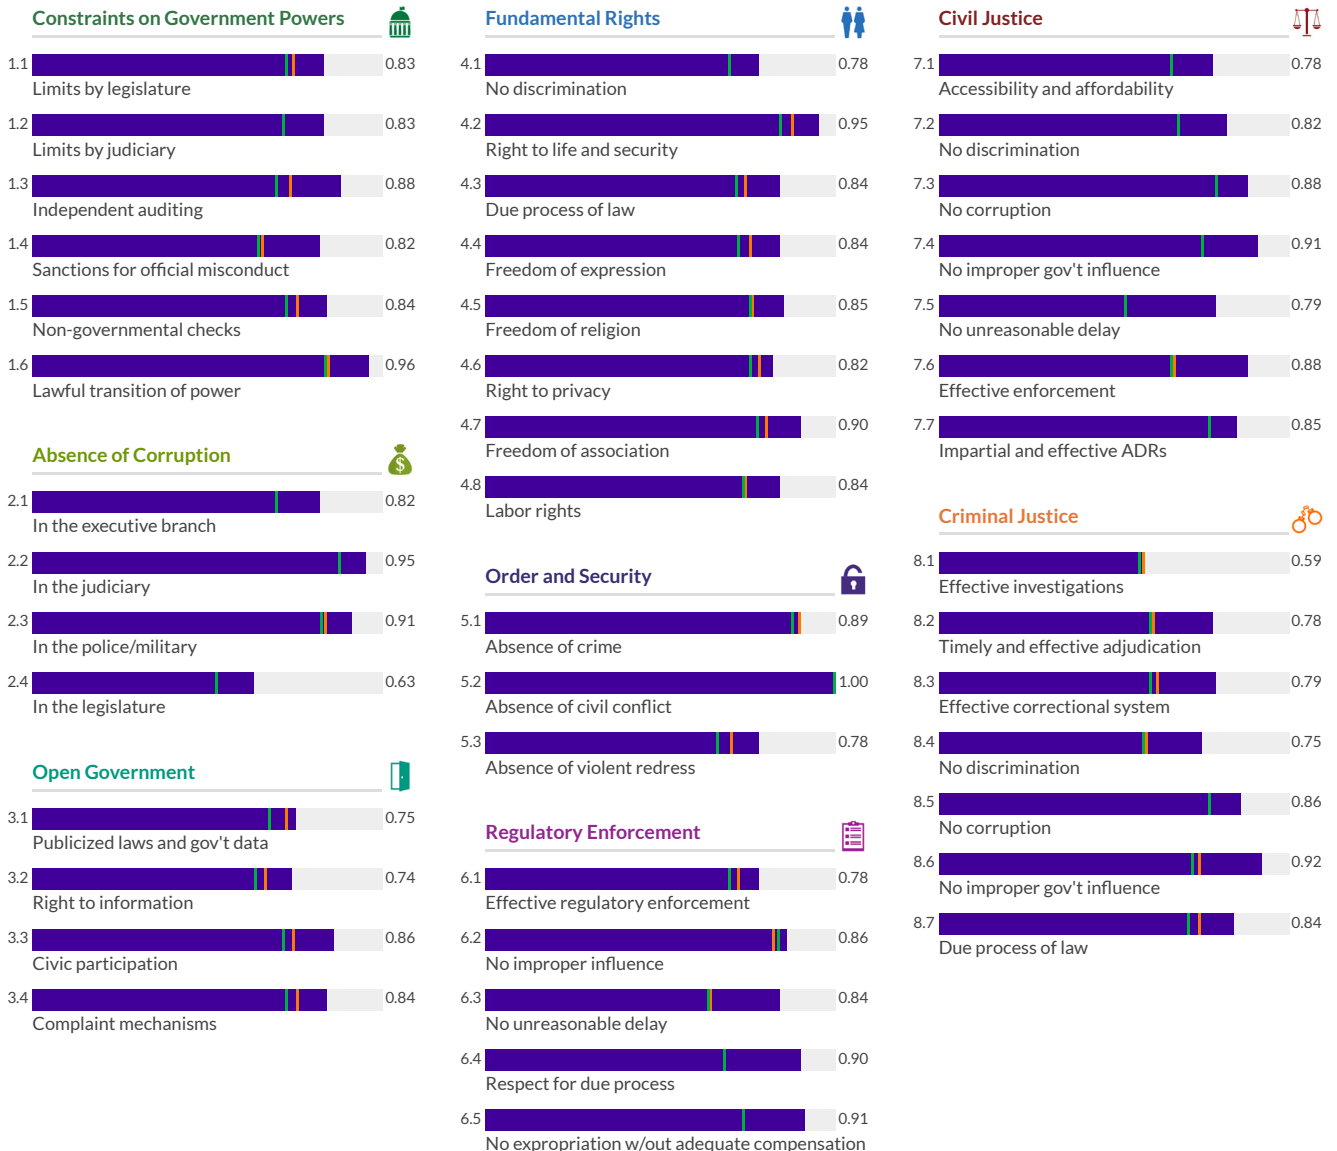 Constraints on Government Powers
1.1 0.83
Limits by legislature
1.2 0.83
Limits by judiciary
1.3 0.88
Independent auditing
1.4 0.82
Sanctions for official misconduct
1.5 0.84
Non-governmental checks
1.6 0.96
Lawful transition of power
Absence of Corruption
$
2.1 0.82
In the executive branch
2.2 0.95
In the judiciary
2.3 0.91
In the police/military
2.4 0.63
In the legislature
Open Government
3.1 0.75
Publicized laws and gov't data
3.2 0.74
Right to information
3.3 0.86
Civic participation
3.4 0.84
Complaint mechanisms
Fundamental Rights
4.1 0.78
No discrimination
4.2 0.95
Right to life and security
4.3 0.84
Due process of law
4.4 0.84
Freedom of expression
4.5 0.85
Freedom of religion
4.6 0.82
Right to privacy
4.7 0.90
Freedom of association
4.8 0.84
Labor rights
Order and Security
5.1 0.89
Absence of crime
5.2 1.00
Absence of civil conflict
5.3 0.78
Absence of violent redress
Regulatory Enforcement
6.1 0.78
Effective regulatory enforcement
6.2 0.86
No improper influence
6.3 0.84
No unreasonable delay
6.4 0.90
Respect for due process
6.5 0.91
No expropriation w/out adequate compensation
Civil Justice
7.1 0.78
Accessibility and affordability
7.2 0.82
No discrimination
7.3 0.88
No corruption
7.4 0.91
No improper gov't influence
7.5 0.79
No unreasonable delay
7.6 0.88
Effective enforcement
7.7 0.85
Impartial and effective ADRs
Criminal Justice
8.1 0.59
Effective investigations
8.2 0.78
Timely and effective adjudication
8.3 0.79
Effective correctional system
8.4 0.75
No discrimination
8.5 0.86
No corruption
8.6 0.92
No improper gov't influence
8.7 0.84
Due process of law